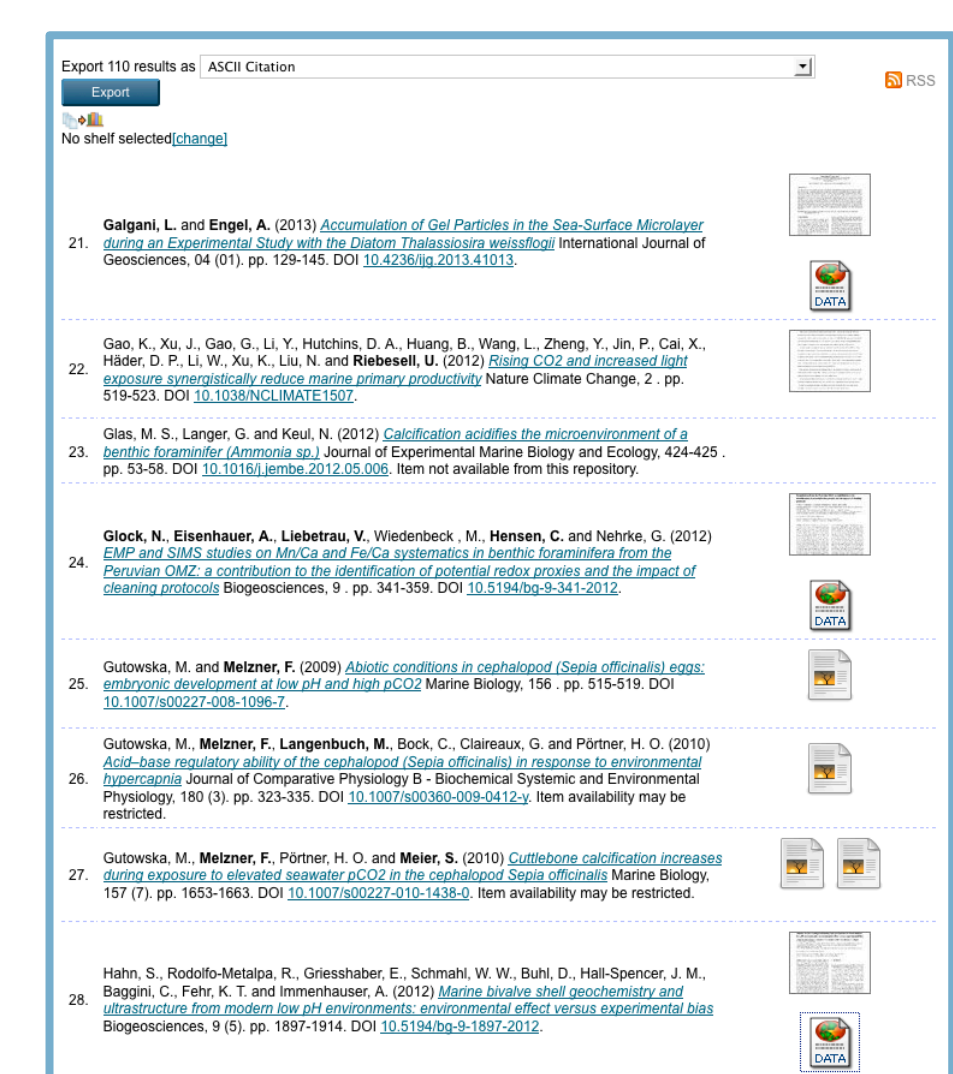 Export 110 results as ASCII Citation
RSS
Export
No shelf selected[change]
21. Galgani, L. and Engel, A. (2013) Accumulation of Gel Particles in the Sea-Surface Microlayer
during an Experimental Study with the Diatom Thalassiosira weissflogii International Journal of
Geosciences, 04 (01). pp. 129-145. DOI 10.4236/ijg.2013.41013.
DATA
22. Gao, K., Xu, J., Gao, G., Li, Y., Hutchins, D. A., Huang, B., Wang, L., Zheng, Y., Jin, P., Cai, X.,
Häder, D. P., Li, W., Xu, K., Liu, N. and Riebesell, U. (2012) Rising CO2 and increased light
exposure synergistically reduce marine primary productivity Nature Climate Change, 2 . pp.
519-523. DOI 10.1038/NCLIMATE1507.
23. Glas, M. S., Langer, G. and Keul, N. (2012) Calcification acidifies the microenvironment of a
benthic foraminifer (Ammonia sp.) Journal of Experimental Marine Biology and Ecology, 424-425 .
pp. 53-58. DOI 10.1016/j.jembe.2012.05.006. Item not available from this repository.
24. Glock, N., Eisenhauer, A., Liebetrau, V., Wiedenbeck , M., Hensen, C. and Nehrke, G. (2012)
EMP and SIMS studies on Mn/Ca and Fe/Ca systematics in benthic foraminifera from the
Peruvian OMZ: a contribution to the identification of potential redox proxies and the impact of
cleaning protocols Biogeosciences, 9 . pp. 341-359. DOI 10.5194/bg-9-341-2012.
DATA
25. Gutowska, M. and Melzner, F. (2009) Abiotic conditions in cephalopod (Sepia officinalis) eggs:
embryonic development at low pH and high pCO2 Marine Biology, 156 . pp. 515-519. DOI
10.1007/s00227-008-1096-7.
26. Gutowska, M., Melzner, F., Langenbuch, M., Bock, C., Claireaux, G. and Pörtner, H. O. (2010)
Acid–base regulatory ability of the cephalopod (Sepia officinalis) in response to environmental
hypercapnia Journal of Comparative Physiology B - Biochemical Systemic and Environmental
Physiology, 180 (3). pp. 323-335. DOI 10.1007/s00360-009-0412-y. Item availability may be
restricted.
27. Gutowska, M., Melzner, F., Pörtner, H. O. and Meier, S. (2010) Cuttlebone calcification increases
during exposure to elevated seawater pCO2 in the cephalopod Sepia officinalis Marine Biology,
157 (7). pp. 1653-1663. DOI 10.1007/s00227-010-1438-0. Item availability may be restricted.
28. Hahn, S., Rodolfo-Metalpa, R., Griesshaber, E., Schmahl, W. W., Buhl, D., Hall-Spencer, J. M.,
Baggini, C., Fehr, K. T. and Immenhauser, A. (2012) Marine bivalve shell geochemistry and
ultrastructure from modern low pH environments: environmental effect versus experimental bias
Biogeosciences, 9 (5). pp. 1897-1914. DOI 10.5194/bg-9-1897-2012.
DATA